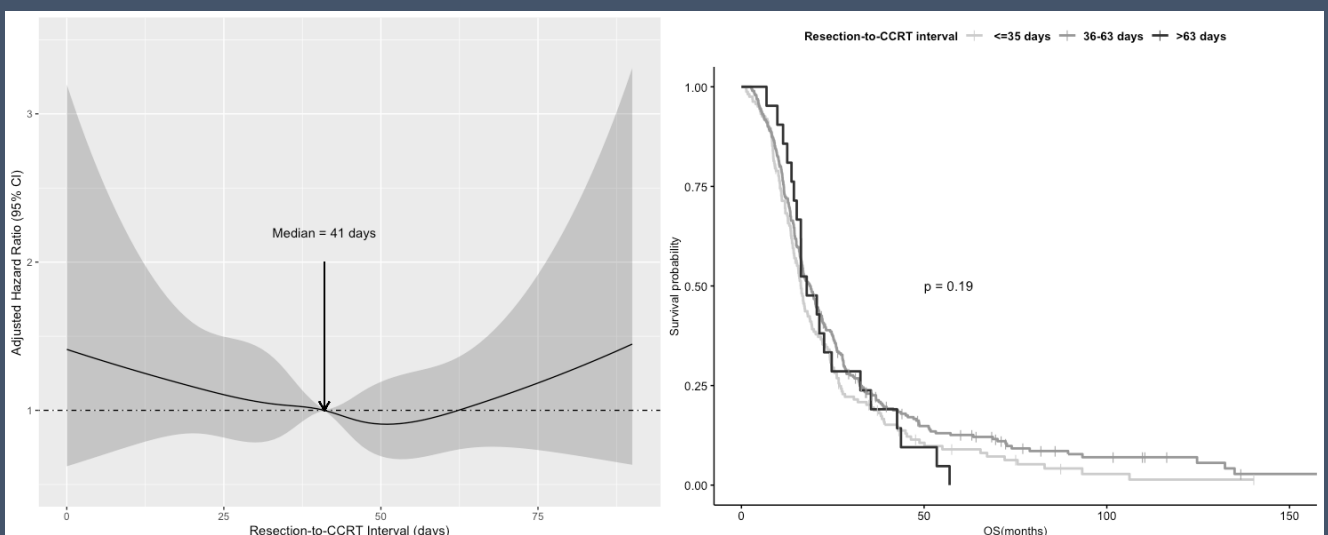 Adjusted Hazard Ratio (95% CI)
3
2
1
Median = 41 days
0
25
50
75
Resection-to-CCRT Interval (days)
Resection-to-CCRT interval <=35 days 36-63 days >63 days
Survival probability
1.00
0.75
0.50
0.25
0.00
p = 0.19
0
50
100
150
OS(months)